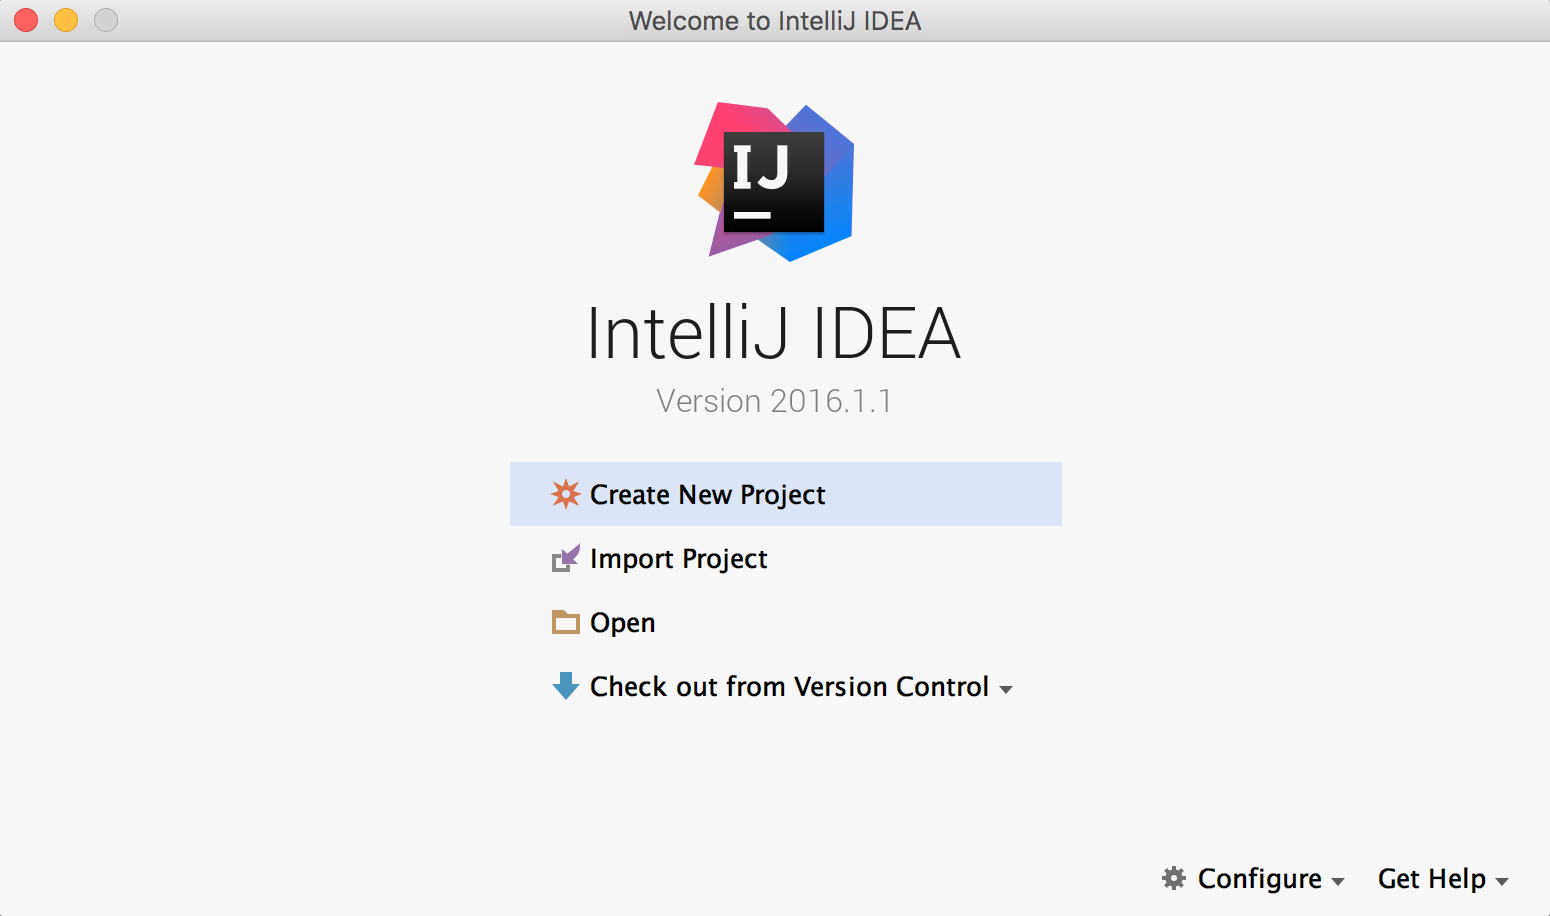 Welcome to IntelliJ IDEA
IJ
IntelliJ IDEA
Version 2016.1.1
Create New Project
Import Project
Open
Check out from Version Control
Configure
Get Help